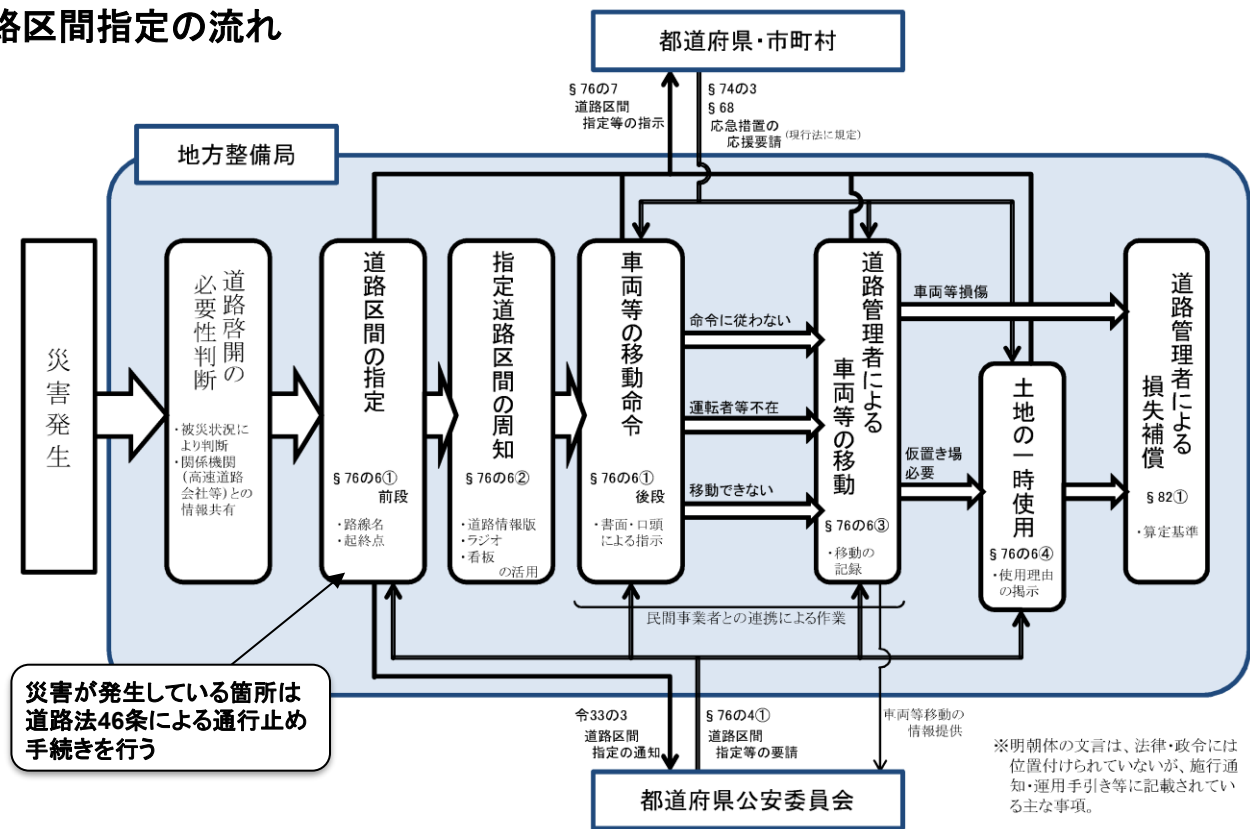 路区間指定の流れ
都道府県・市町村
§76の7
道路区間
指定等の指示
§74の3
§68
応急措置の
応援要請
(現行法に規定)
地方整備局
災害発生
道路啓開の
必要性判断
・被災状況に
より判断
・関係機関
(高速道路
会社等)との
情報共有
道路区間の指定
§76の6①
前段
・路線名
・起終点
指定道路区間の周知
§76の6②
・道路情報版
・ラジオ
・看板
の活用
車両等の移動命令
§76の6①
後段
・書面・口頭
による指示
命令に従わない
運転者等不在
移動できない
道路管理者による
車両等の移動
§76の6③
・移動の
記録
車両等損傷
仮置き場
必要
土地の一時使用
§76の6④
・使用理由
の掲示
道路管理者による
損失補償
§82①
・算定基準
民間事業者との連携による作業
災害が発生している箇所は
道路法46条による通行止め
手続きを行う
令33の3
道路区間
指定の通知
§76の4①
道路区間
指定等の要請
車両等移動の
情報提供
都道府県公安委員会
※明朝体の文言は、法律・政令には
位置付けられていないが、施行通
知・運用手引き等に記載されてい
る主な事項。